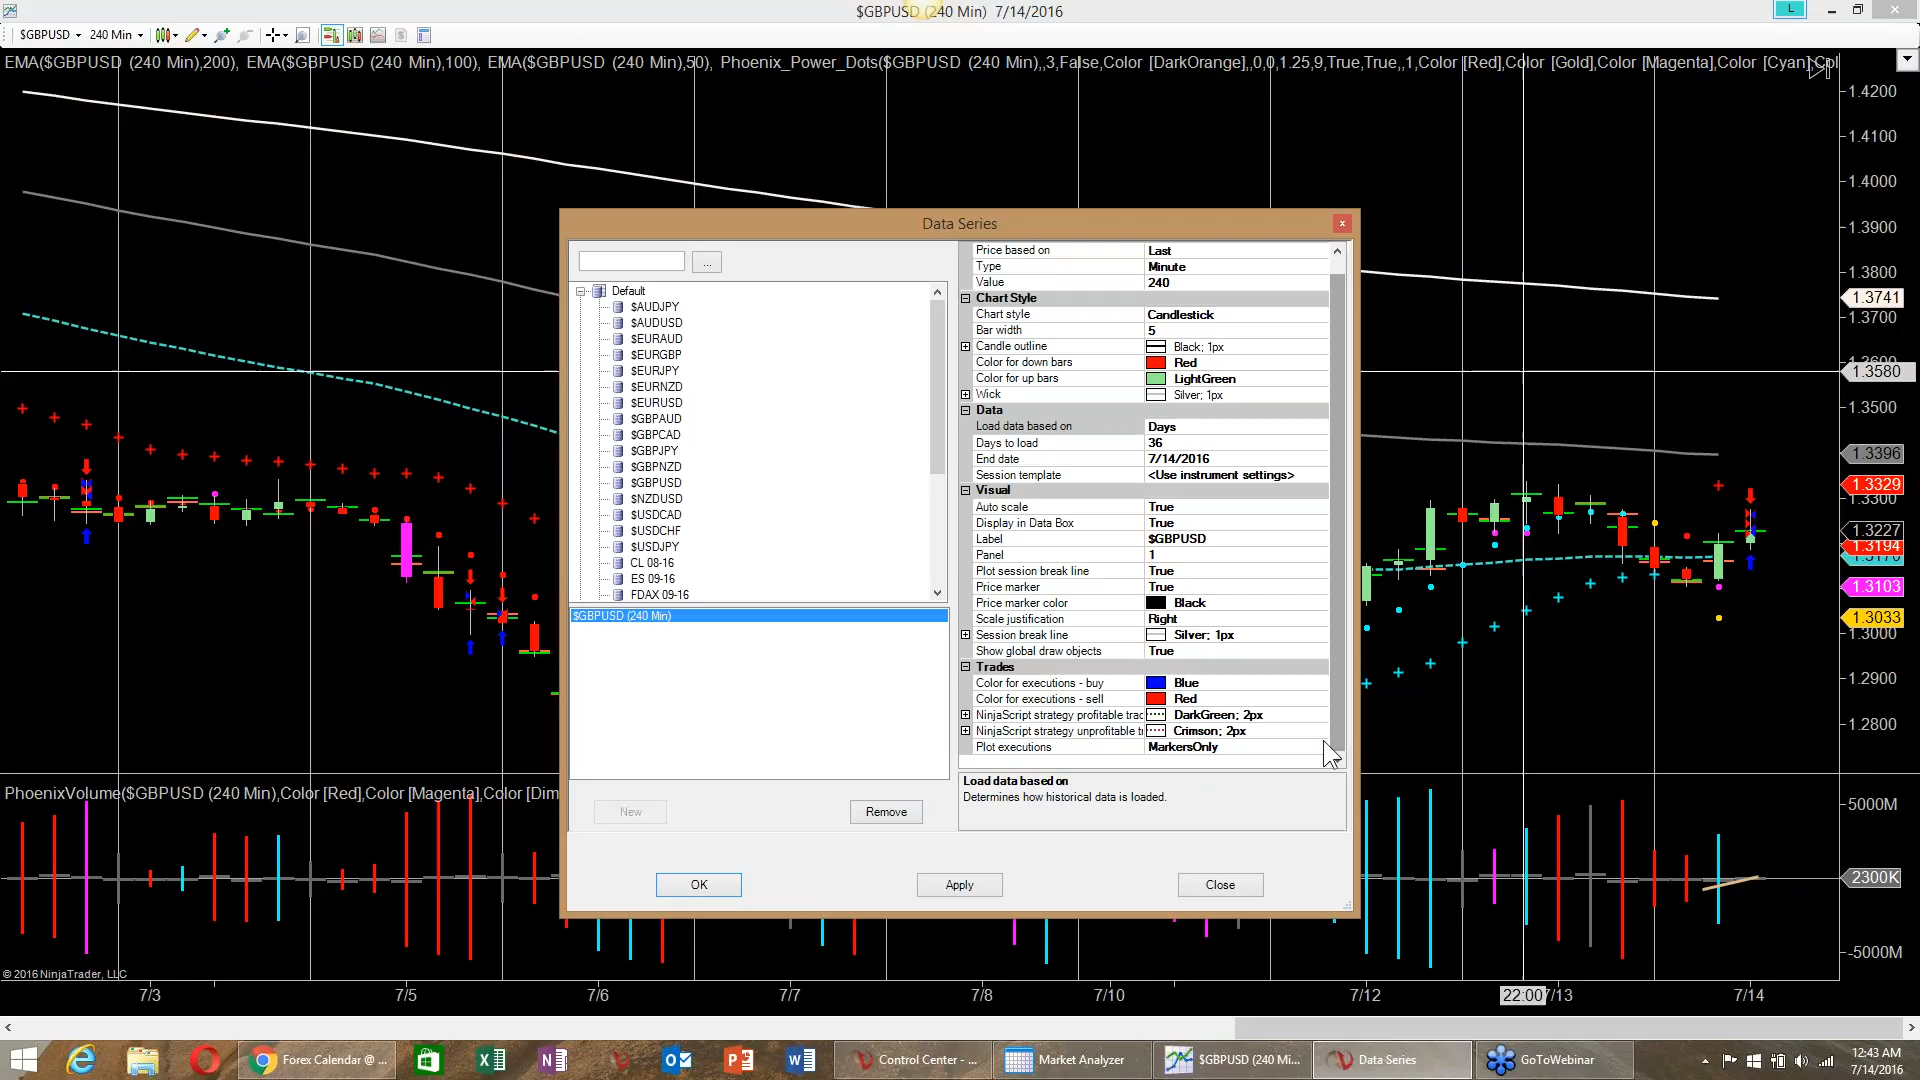 $GBPUSD (240 Min) 7/14/2016
L
$GBPUSD 240 Min
EMA($GBPUSD (240 Min),200), EMA($GBPUSD (240 Min),100), EMA($GBPUSD (240 Min),50), Phoenix_Power_Dots($GBPUSD (240 Min),,3,False,Color [DarkOrange],,0,0,1.25,9,True,True,,1,Color [Red],Color [Gold],Color [Magenta],Color [Cyan],Col
1.4200
1.4100
1.4000
1.3900
1.3800
1.3741
1.3700
1.3600
1.3580
1.3500
1.3396
1.3329
1.3300
1.3227
1.3194
1.3103
1.3033
1.3000
1.2900
1.2800
Data Series
...
Default
$AUDJPY
$AUDUSD
$EURAUD
$EURGBP
$EURJPY
$EURNZD
$EURUSD
$GBPAUD
$GBPCAD
$GBPJPY
$GBPNZD
$GBPUSD
$NZDUSD
$USDCAD
$USDCHF
$USDJPY
CL 08-16
ES 09-16
FDAX 09-16
$GBPUSD (240 Min)
New
Remove
Price based on Last
Type Minute
Value 240
Chart Style
Chart style Candlestick
Bar width 5
Candle outline Black; 1px
Color for down bars Red
Color for up bars LightGreen
Wick Silver; 1px
Data
Load data based on Days
Days to load 36
End date 7/14/2016
Session template <Use instrument settings>
Visual
Auto scale True
Display in Data Box True
Label $GBPUSD
Panel 1
Plot session break line True
Price marker True
Price marker color Black
Scale justification Right
Session break line Silver; 1px
Show global draw objects True
Trades
Color for executions - buy Blue
Color for executions - sell Red
NinjaScript strategy profitable trac DarkGreen; 2px
NinjaScript strategy unprofitable tr Crimson; 2px
Plot executions MarkersOnly
Load data based on
Determines how historical data is loaded.
OK
Apply
Close
PhoenixVolume($GBPUSD (240 Min),Color [Red],Color [Magenta],Color [Dim
5000M
2300K
-5000M
© 2016 NinjaTrader, LLC
7/3 7/5 7/6 7/7 7/8 7/10 7/12 22:00 7/13 7/14
Forex Calendar @ ...
Control Center - ...
Market Analyzer
$GBPUSD (240 Mi...
Data Series
GoToWebinar
12:43 AM
7/14/2016